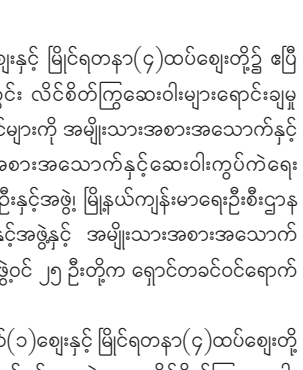 ဈေးနှင့် မြိုင်ရတနာ(၄)ထပ်ဈေးတို့၌ ဧပြီ
တွင်း လိင်စိတ်ကြွဆေးဝါးများရောင်းချမှု
င်များကို အမျိုးသားအစားအသောက်နှင့်
အစားအသောက်နှင့်ဆေးဝါးကွပ်ကဲရေး
ဦးနှင့်အဖွဲ့၊ မြို့နယ်ကျန်းမာရေးဦးစီးဌာန
နှင့်အဖွဲ့နှင့် အမျိုးသားအစားအသောက်
ဖွဲ့ဝင် ၂၅ ဦးတို့က ရှောင်တခင်ဝင်ရောက်
(၁)ဈေးနှင့် မြိုင်ရတနာ(၄)ထပ်ဈေးတို့